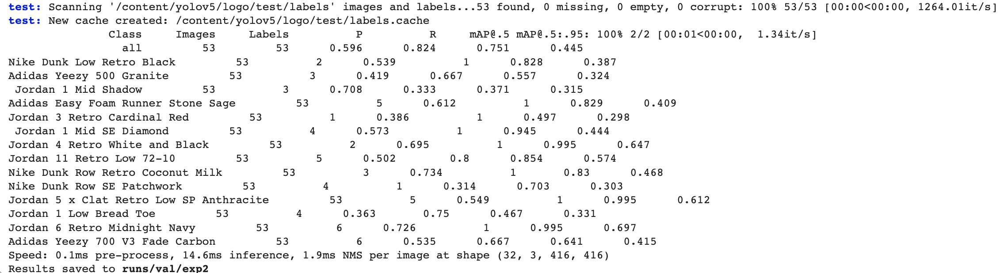 test: Scanning '/content/yolov5/logo/test/labels' images and labels...53 found, 0 missing, 0 empty, 0 corrupt: 100% 53/53 [00:00<00:00, 1264.01it/s]
test: New cache created: /content/yolov5/logo/test/labels.cache
Class Images Labels P R mAP@.5 mAP@.5:.95: 100% 2/2 [00:01<00:00, 1.34it/s]
all 53 53 0.596 0.824 0.751 0.445
Nike Dunk Low Retro Black 53 2 0.539 1 0.828 0.387
Adidas Yeezy 500 Granite 53 3 0.419 0.667 0.557 0.324
Jordan 1 Mid Shadow 53 3 0.708 0.333 0.371 0.315
Adidas Easy Foam Runner Stone Sage 53 5 0.612 1 0.829 0.409
Jordan 3 Retro Cardinal Red 53 1 0.386 1 0.497 0.298
Jordan 1 Mid SE Diamond 53 4 0.573 1 0.945 0.444
Jordan 4 Retro White and Black 53 2 0.695 1 0.995 0.647
Jordan 11 Retro Low 72-10 53 5 0.502 0.8 0.854 0.574
Nike Dunk Row Retro Coconut Milk 53 3 0.734 1 0.83 0.468
Nike Dunk Row SE Patchwork 53 4 1 0.314 0.703 0.303
Jordan 5 x Clat Retro Low SP Anthracite 53 5 0.549 1 0.995 0.612
Jordan 1 Low Bread Toe 53 4 0.363 0.75 0.467 0.331
Jordan 6 Retro Midnight Navy 53 6 0.726 1 0.995 0.697
Adidas Yeezy 700 V3 Fade Carbon 53 6 0.535 0.667 0.641 0.415
Speed: 0.1ms pre-process, 14.6ms inference, 1.9ms NMS per image at shape (32, 3, 416, 416)
Results saved to runs/val/exp2